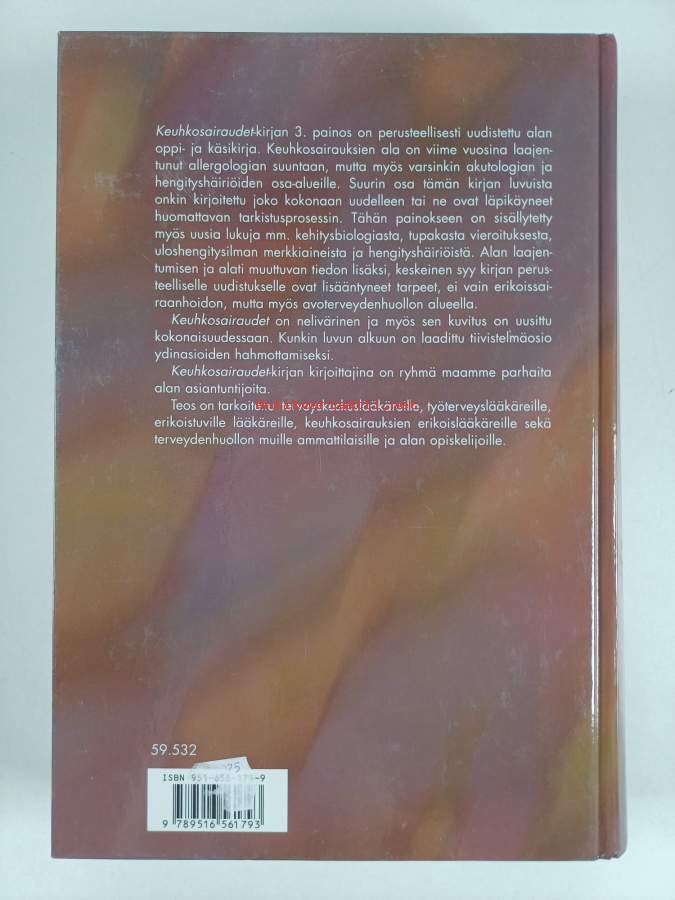 Keuhkosairaudet-kirjan 3. painos on perusteellisesti uudistettu alan
oppi- ja käsikirja. Keuhkosairauksien ala on viime vuosina laajen-
tunut allergologian suuntaan, mutta myös varsinkin akutologian ja
hengityshäiriöiden osa-alueille. Suurin osa tämän kirjan luvuista
onkin kirjoitettu joko kokonaan uudelleen tai ne ovat läpikäyneet
huomattavan tarkistusprosessin. Tähän painokseen on sisällytetty
myös uusia lukuja mm. kehitysbiologiasta, tupakasta vieroituksesta,
uloshengitysilman merkkiaineista ja hengityshäiriöistä. Alan laajen-
tumisen ja alati muuttuvan tiedon lisäksi, keskeinen syy kirjan perus-
teelliselle uudistukselle ovat lisääntyneet tarpeet, ei vain erikoissai-
raanhoidon, mutta myös avoterveydenhuollon alueella.
Keuhkosairaudet on nelivärinen ja myös sen kuvitus on uusittu
kokonaisuudessaan. Kunkin luvun alkuun on laadittu tiivistelmäosio
ydinasioiden hahmottamiseksi.
Keuhkosairaudet-kirjan kirjoittajina on ryhmä maamme parhaita
alan asiantuntijoita.
Teos on tarkoitettu terveyskeskuslääkäreille, työterveyslääkäreille,
erikoistuville lääkäreille, keuhkosairauksien erikoislääkäreille sekä
terveydenhuollon muille ammattilaisille ja alan opiskelijoille.
59.532
ISBN 951-656-179-9
9 789516 561793